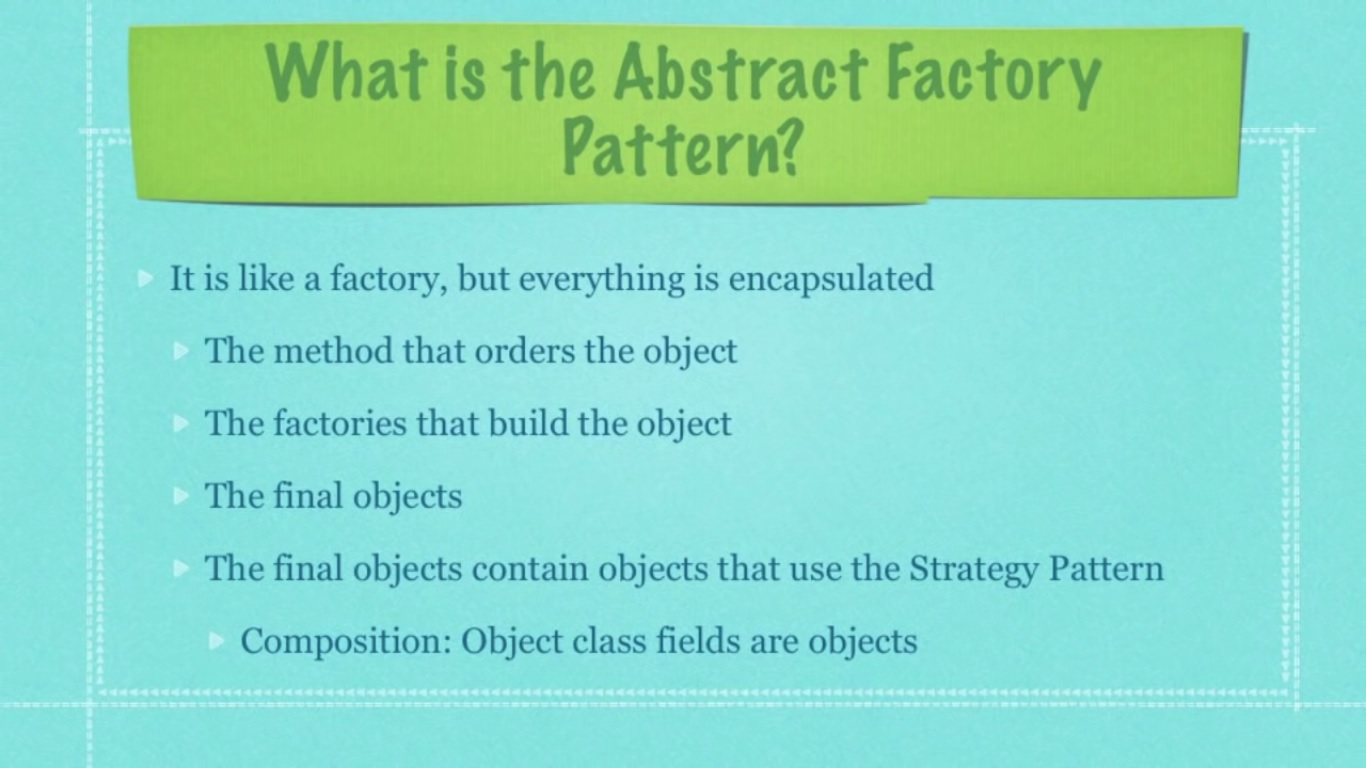 What is the Abstract Factory
Pattern?
It is like a factory, but everything is encapsulated
The method that orders the object
The factories that build the object
The final objects
The final objects contain objects that use the Strategy Pattern
Composition: Object class fields are objects